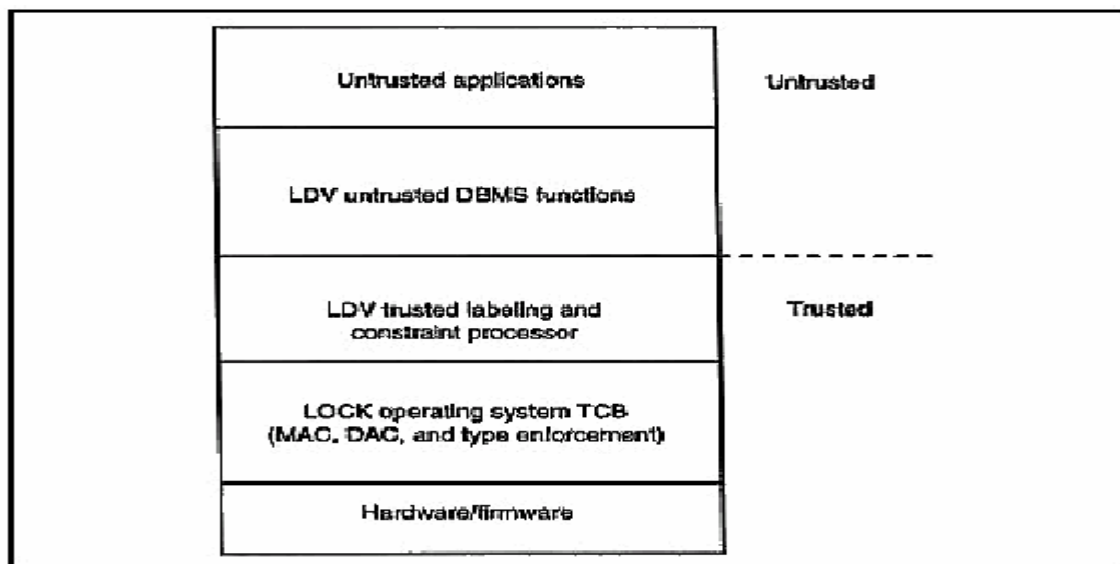 Untrusted applications
Untrusted
LDV untrusted DBMS functions
LDV trusted labeling and
constraint processor
Trusted
LOCK operating system TCB
(MAC, DAC, and type enforcement)
Hardware/firmware